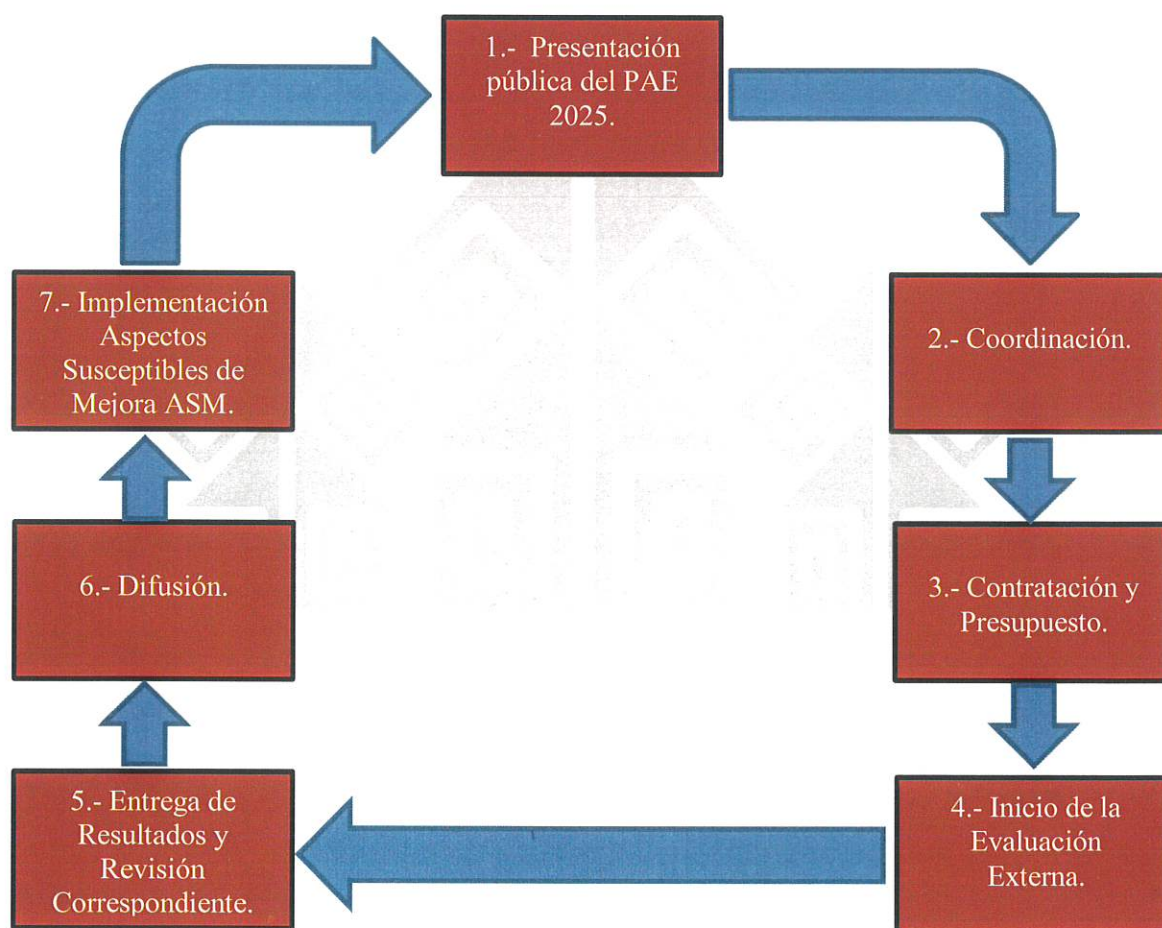 1.- Presentación
pública del PAE
2025.
2.- Coordinación.
3.- Contratación y
Presupuesto.
4.- Inicio de la
Evaluación
Externa.
5.- Entrega de
Resultados y
Revisión
Correspondiente.
6.- Difusión.
7.- Implementación
Aspectos
Susceptibles de
Mejora ASM.